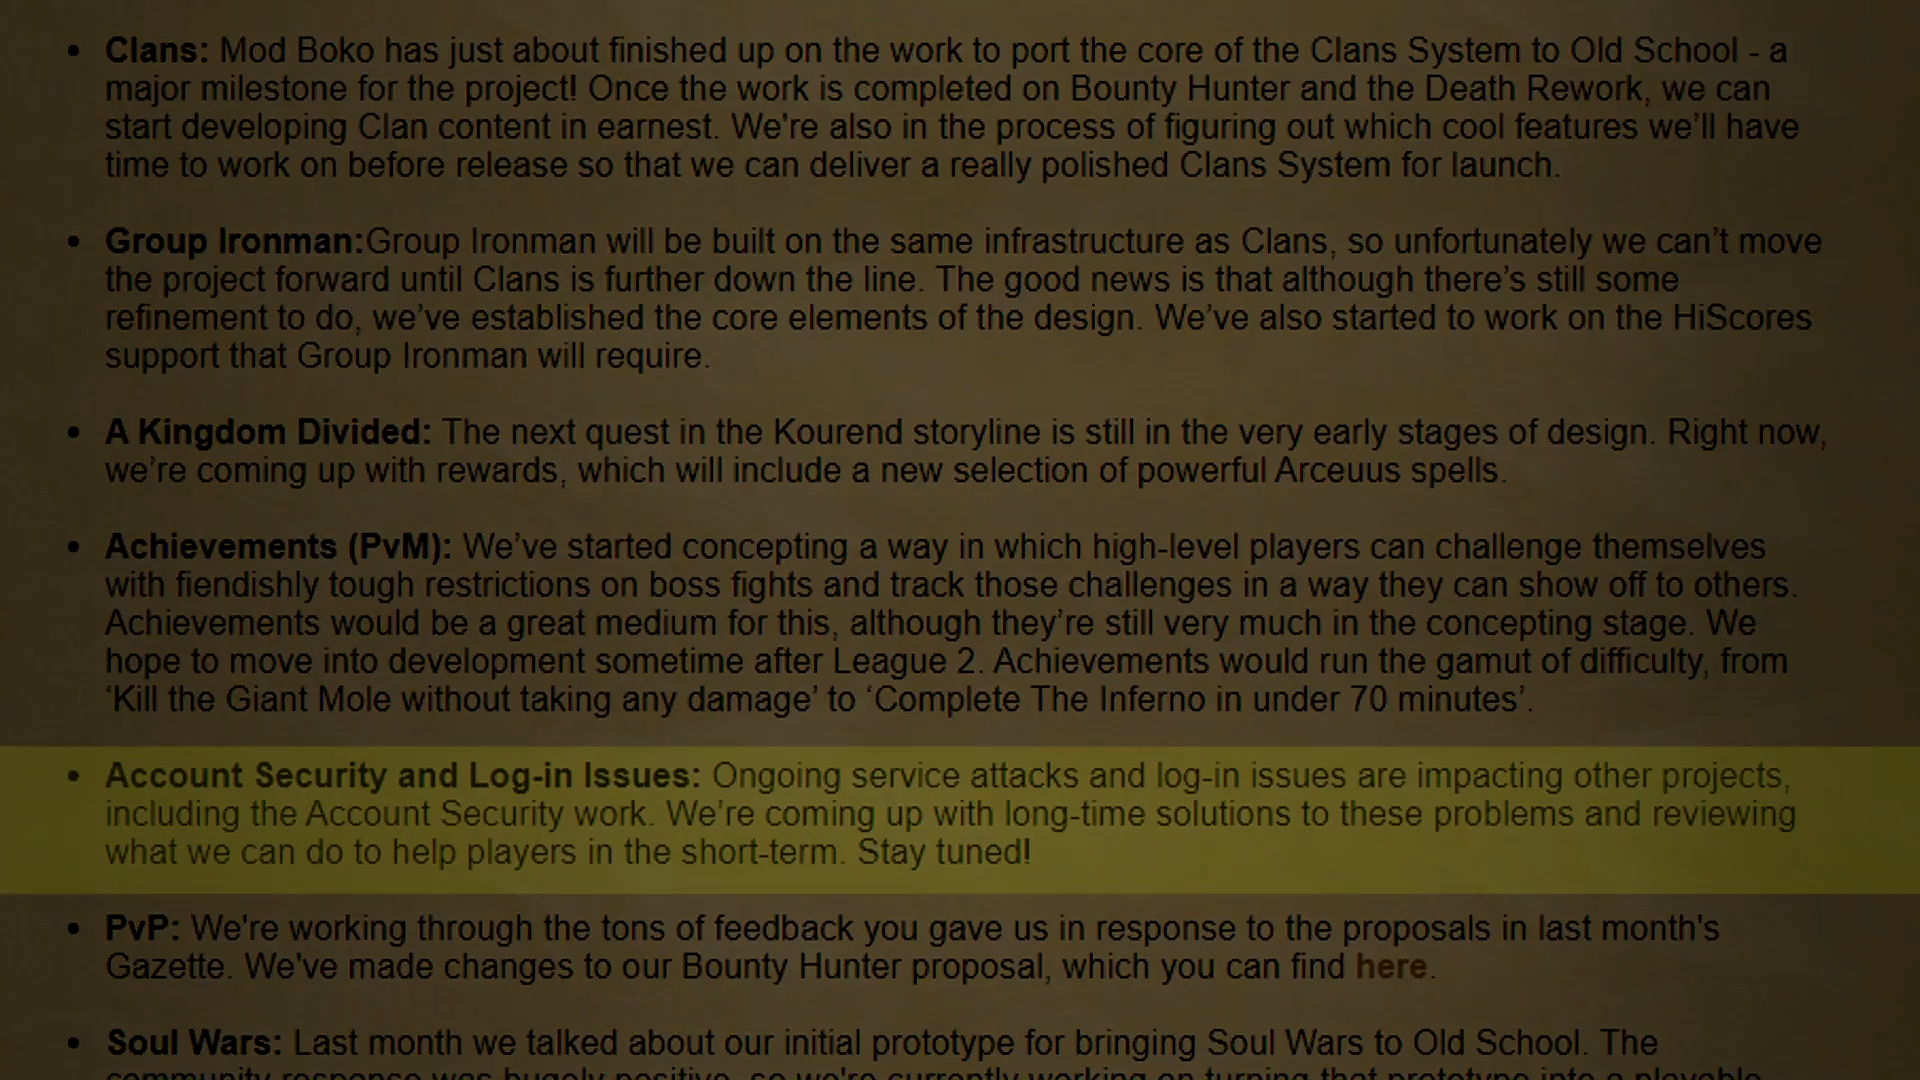 • Clans: Mod Boko has just about finished up on the work to port the core of the Clans System to Old School - a
major milestone for the project! Once the work is completed on Bounty Hunter and the Death Rework, we can
start developing Clan content in earnest. We're also in the process of figuring out which cool features we’ll have
time to work on before release so that we can deliver a really polished Clans System for launch.
• Group Ironman:Group Ironman will be built on the same infrastructure as Clans, so unfortunately we can’t move
the project forward until Clans is further down the line. The good news is that although there’s still some
refinement to do, we’ve established the core elements of the design. We’ve also started to work on the HiScores
support that Group Ironman will require.
• A Kingdom Divided: The next quest in the Kourend storyline is still in the very early stages of design. Right now,
we’re coming up with rewards, which will include a new selection of powerful Arceuus spells.
• Achievements (PvM): We’ve started concepting a way in which high-level players can challenge themselves
with fiendishly tough restrictions on boss fights and track those challenges in a way they can show off to others.
Achievements would be a great medium for this, although they’re still very much in the concepting stage. We
hope to move into development sometime after League 2. Achievements would run the gamut of difficulty, from
‘Kill the Giant Mole without taking any damage’ to ‘Complete The Inferno in under 70 minutes’.
• Account Security and Log-in Issues: Ongoing service attacks and log-in issues are impacting other projects,
including the Account Security work. We’re coming up with long-time solutions to these problems and reviewing
what we can do to help players in the short-term. Stay tuned!
• PvP: We're working through the tons of feedback you gave us in response to the proposals in last month's
Gazette. We've made changes to our Bounty Hunter proposal, which you can find here.
• Soul Wars: Last month we talked about our initial prototype for bringing Soul Wars to Old School. The
community response was hugely positive, so we're currently working on turning that prototype into a playable